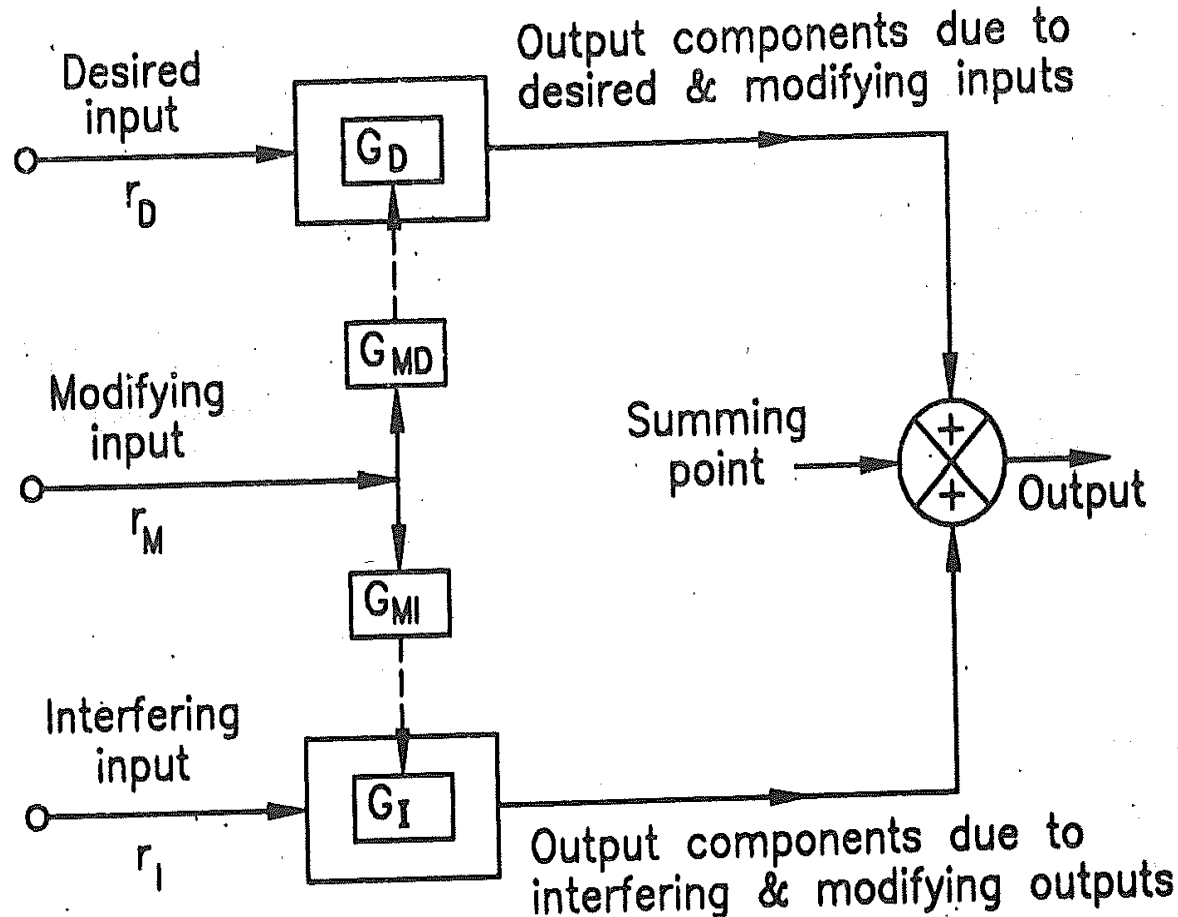 Output components due to
desired & modifying inputs
Desired
input
r_D
G_D
G_MD
Modifying
input
r_M
Summing
point
+
+
Output
G_MI
Interfering
input
r_I
G_I
Output components due to
interfering & modifying outputs